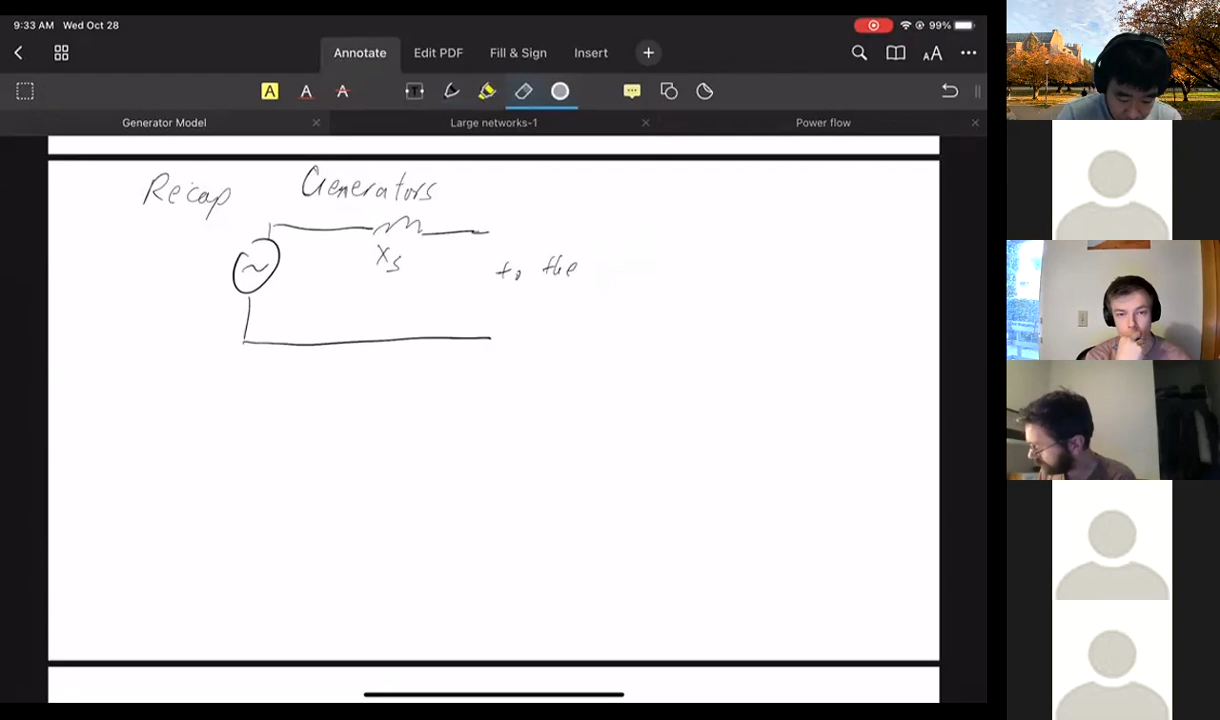 9:33 AM Wed Oct 28
99%
Annotate Edit PDF Fill & Sign Insert
AA
A A A T
Generator Model Large networks-1 Power flow
Recap Generators
~
Xs
to the